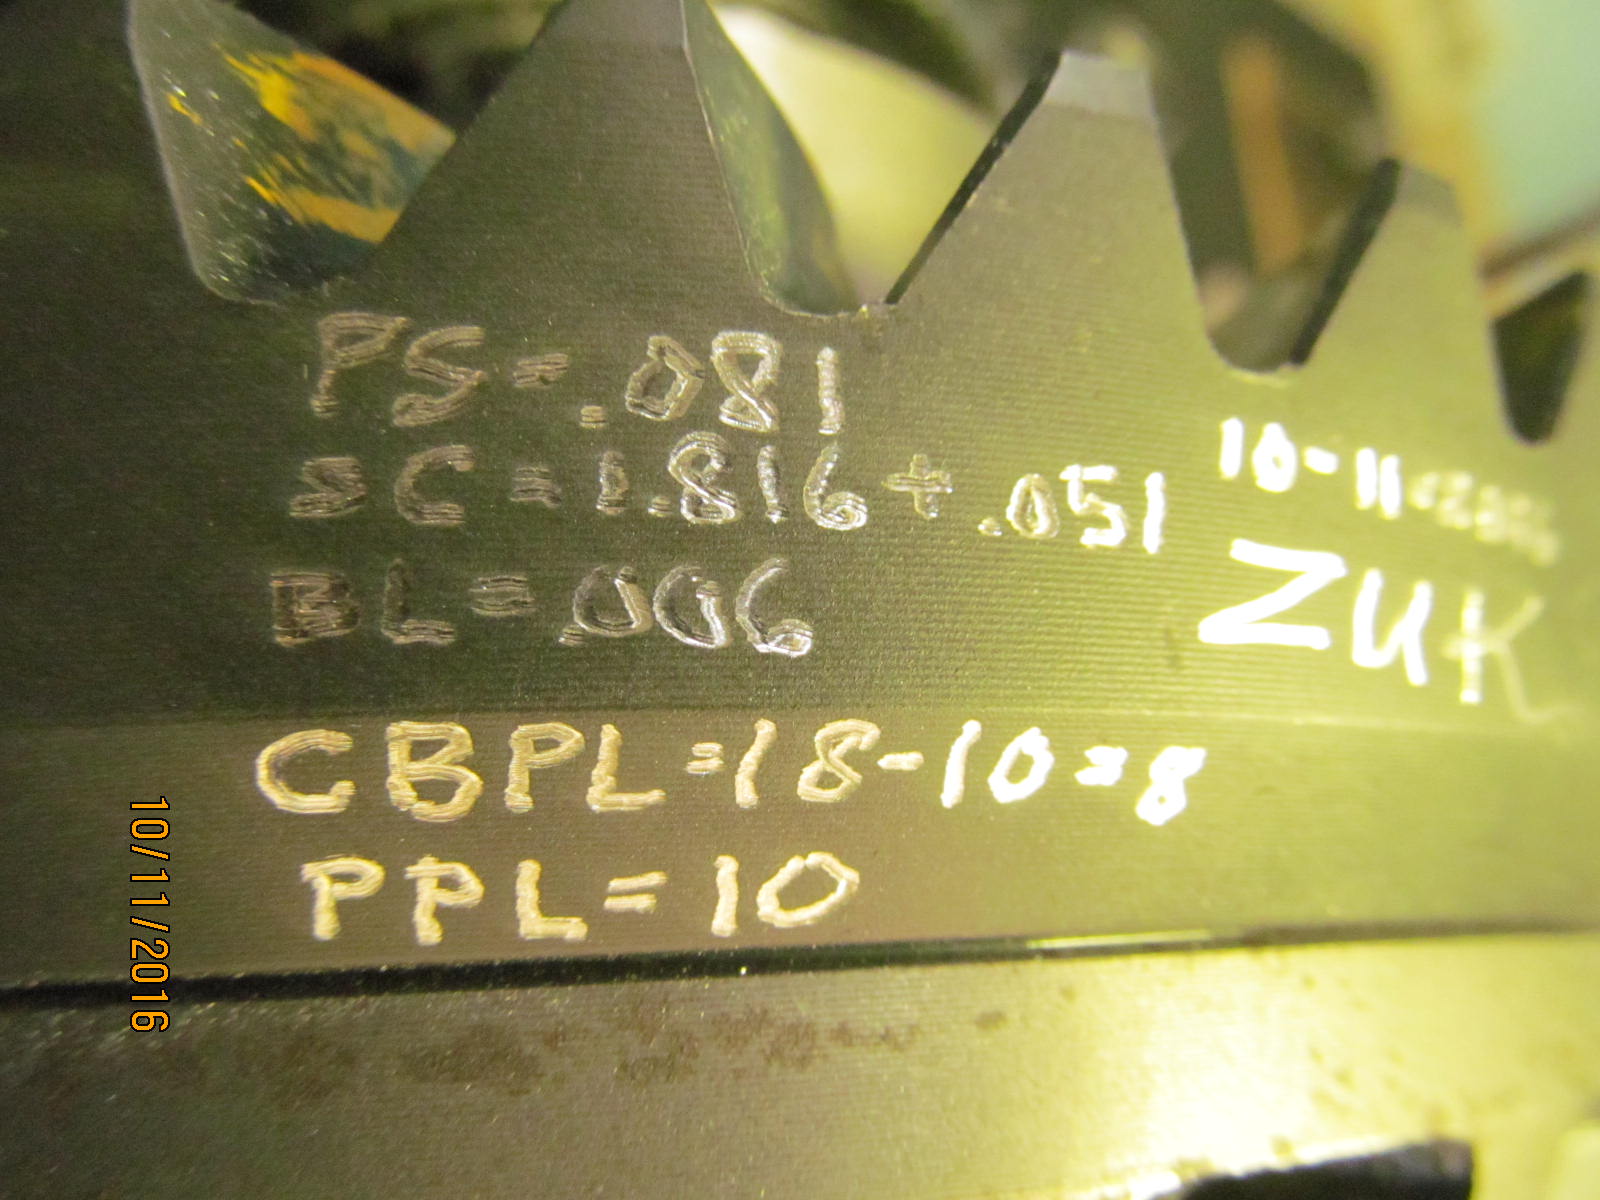 PS=.081
SC=1.816+.051
BL=.006
10-11-2016
ZUK
CBPL=18-10=8
PPL=10
10/11/2016